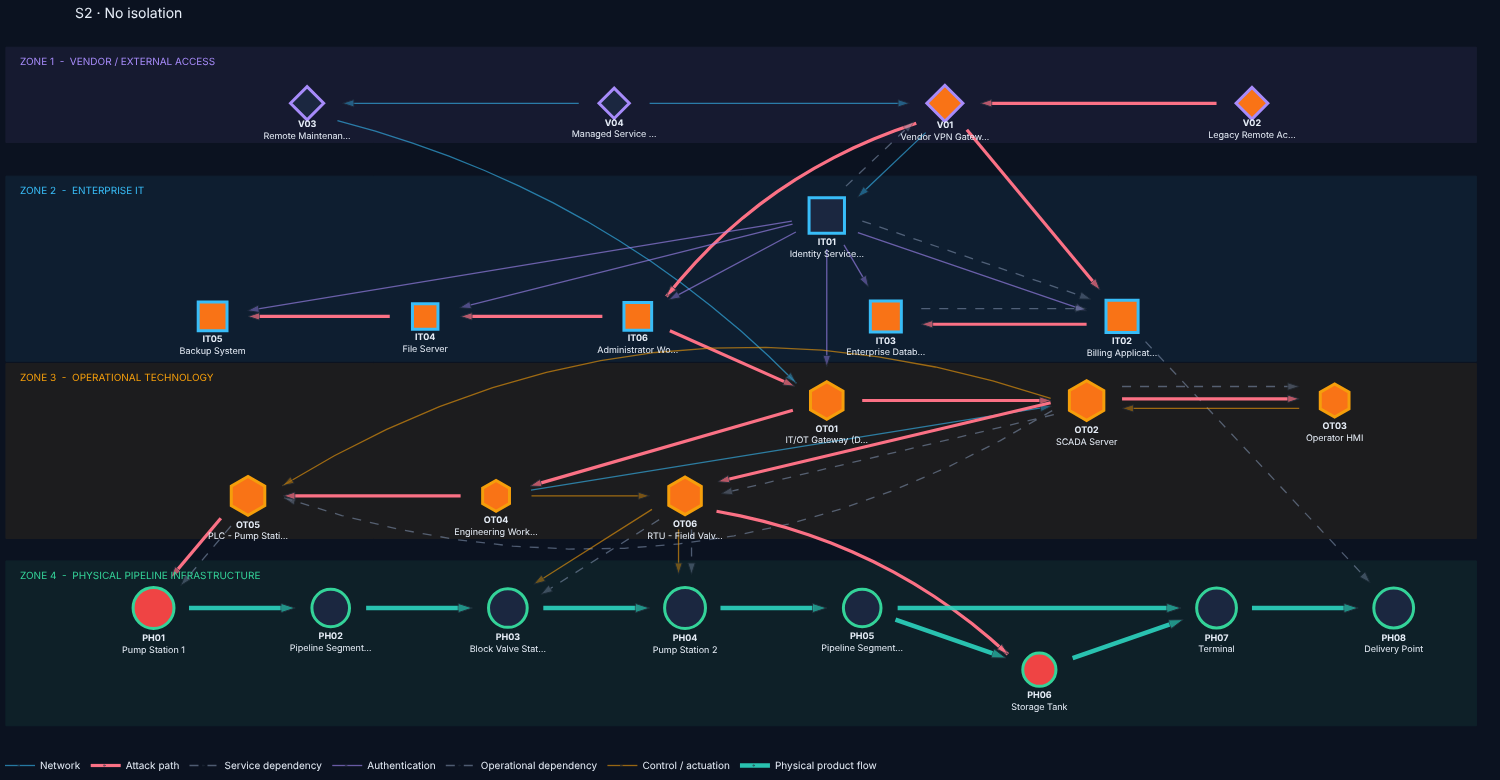 S2 · No isolation
ZONE 1 - VENDOR / EXTERNAL ACCESS
V03
Remote Maintenan...
V04
Managed Service ...
V01
Vendor VPN Gatew...
V02
Legacy Remote Ac...
ZONE 2 - ENTERPRISE IT
IT01
Identity Service...
IT05
Backup System
IT04
File Server
IT06
Administrator Wo...
IT03
Enterprise Datab...
IT02
Billing Applicat...
ZONE 3 - OPERATIONAL TECHNOLOGY
OT01
IT/OT Gateway (D...
OT02
SCADA Server
OT03
Operator HMI
OT05
PLC - Pump Stati...
OT04
Engineering Work...
OT06
RTU - Field Valv...
ZONE 4 - PHYSICAL PIPELINE INFRASTRUCTURE
PH01
Pump Station 1
PH02
Pipeline Segment...
PH03
Block Valve Stat...
PH04
Pump Station 2
PH05
Pipeline Segment...
PH07
Terminal
PH08
Delivery Point
PH06
Storage Tank
Network
Attack path
Service dependency
Authentication
Operational dependency
Control / actuation
Physical product flow